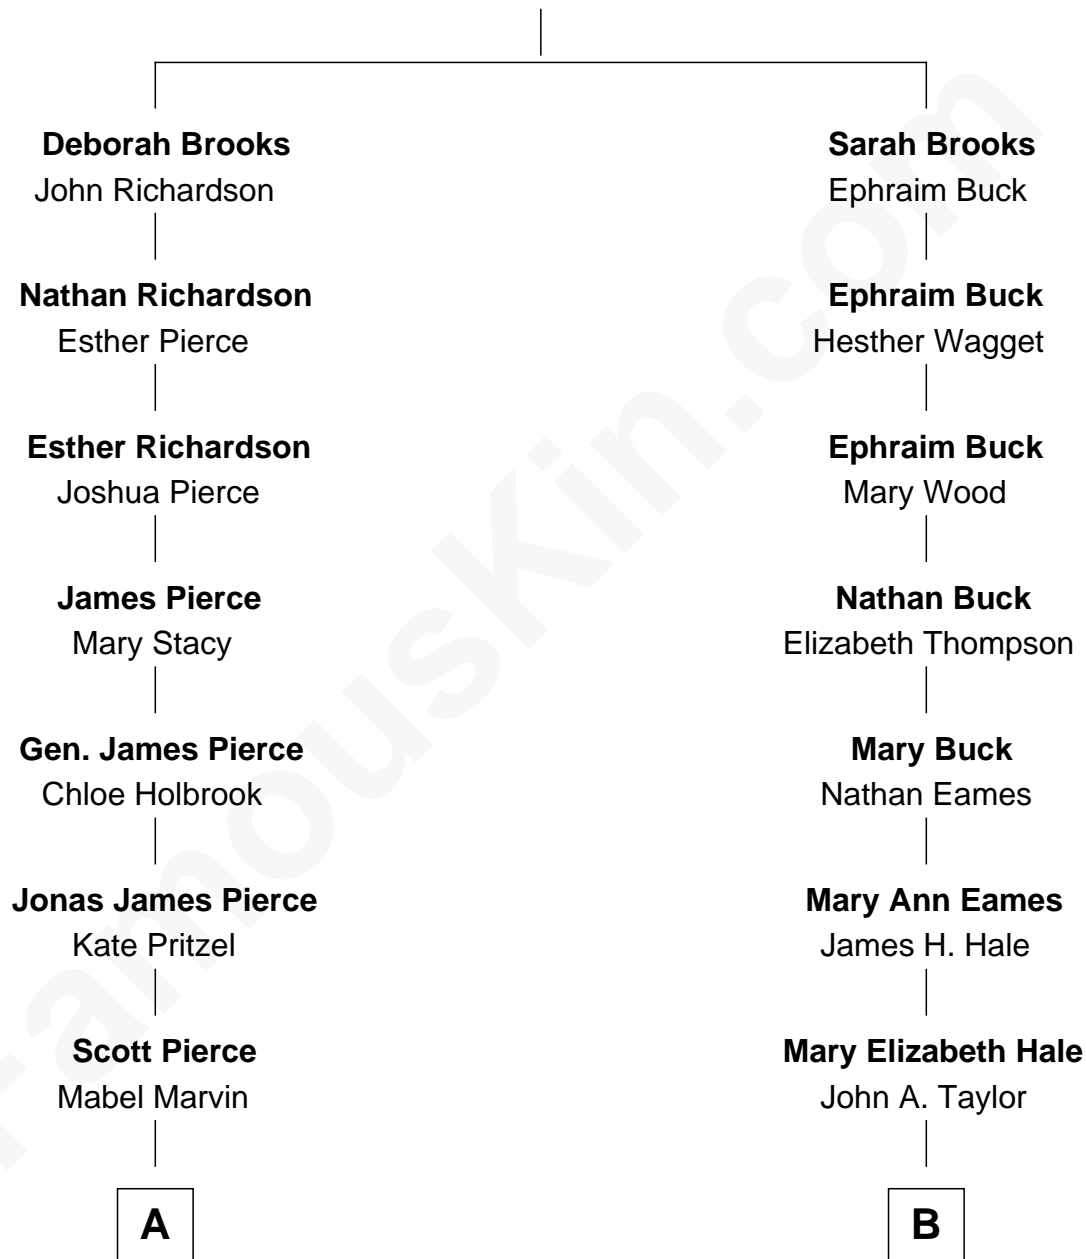 Deborah Brooks
John Richardson
Nathan Richardson
Esther Pierce
Esther Richardson
Joshua Pierce
James Pierce
Mary Stacy
Gen. James Pierce
Chloe Holbrook
Jonas James Pierce
Kate Pritzel
Scott Pierce
Mabel Marvin
A
Sarah Brooks
Ephraim Buck
Ephraim Buck
Hesther Wagget
Ephraim Buck
Mary Wood
Nathan Buck
Elizabeth Thompson
Mary Buck
Nathan Eames
Mary Ann Eames
James H. Hale
Mary Elizabeth Hale
John A. Taylor
B
FamousKin.com